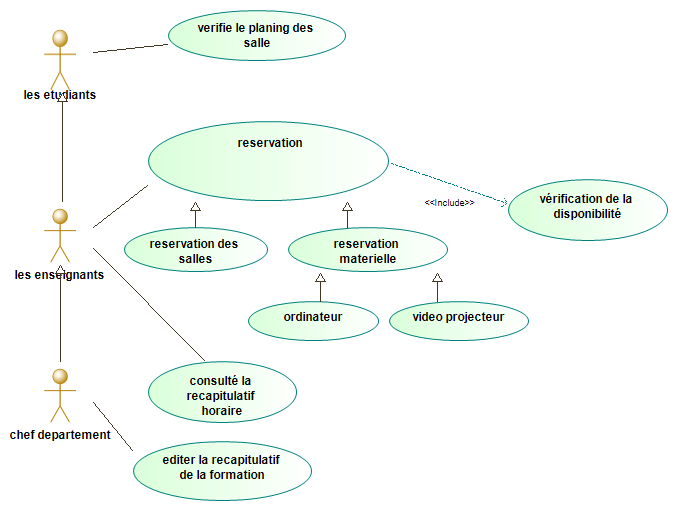 verifie le planing des
salle
les etudiants
reservation
<<Include>>
vérification de la
disponibilité
reservation des
salles
reservation
materielle
les enseignants
ordinateur
video projecteur
consulté la
recapitulatif
horaire
chef departement
editer la recapitulatif
de la formation